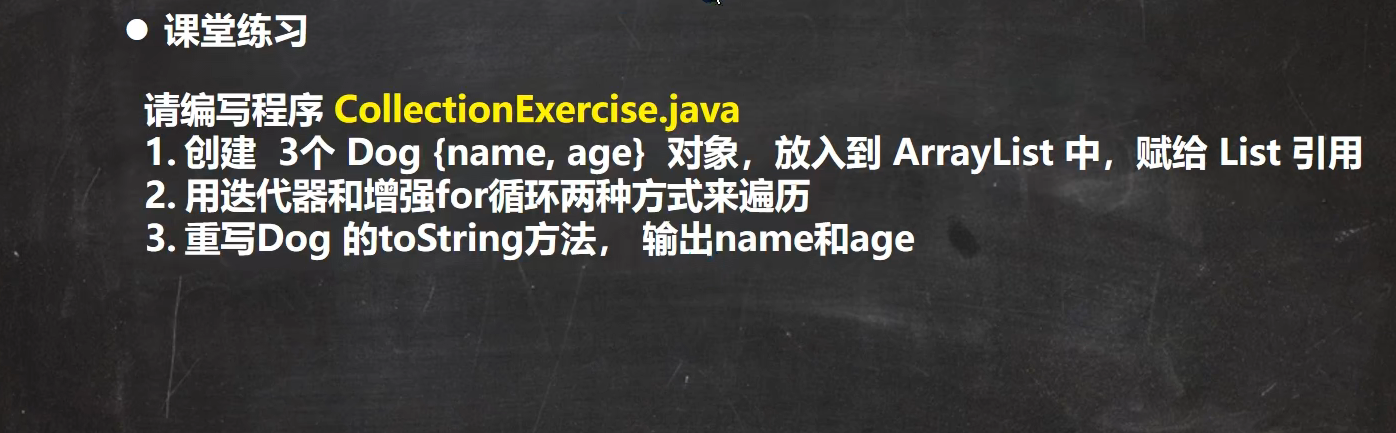 ● 课堂练习
请编写程序 CollectionExercise.java
1. 创建 3个 Dog {name, age} 对象，放入到 ArrayList 中，赋给 List 引用
2. 用迭代器和增强for循环两种方式来遍历
3. 重写Dog 的toString方法， 输出name和age